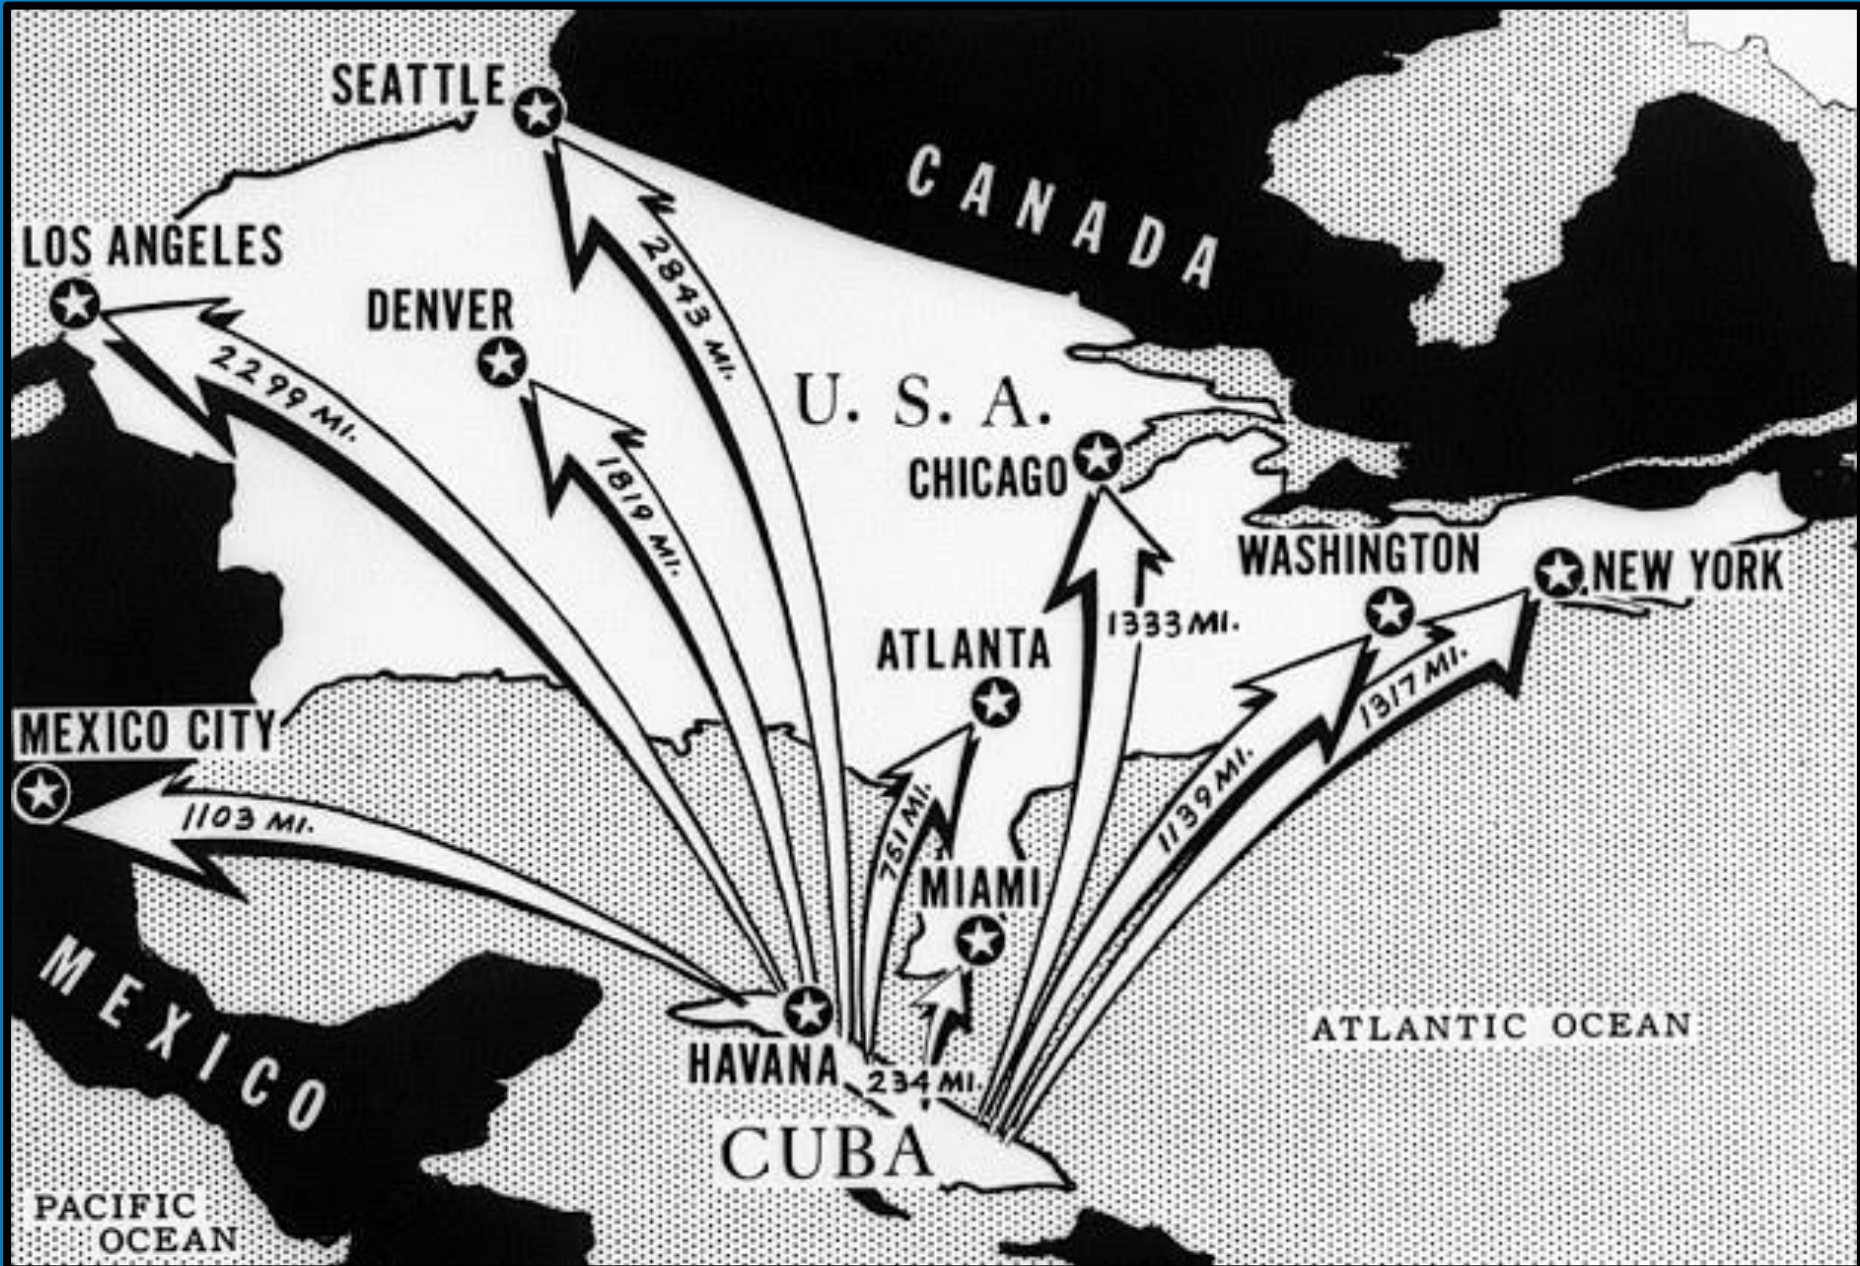 SEATTLE
CANADA
LOS ANGELES
2843 MI.
DENVER
2299 MI.
U. S. A.
1819 MI.
CHICAGO
WASHINGTON
NEW YORK
1333 MI.
ATLANTA
1317 MI.
MEXICO CITY
1139 MI.
1103 MI.
751 MI.
MIAMI
MEXICO
HAVANA
234 MI.
ATLANTIC OCEAN
CUBA
PACIFIC
OCEAN